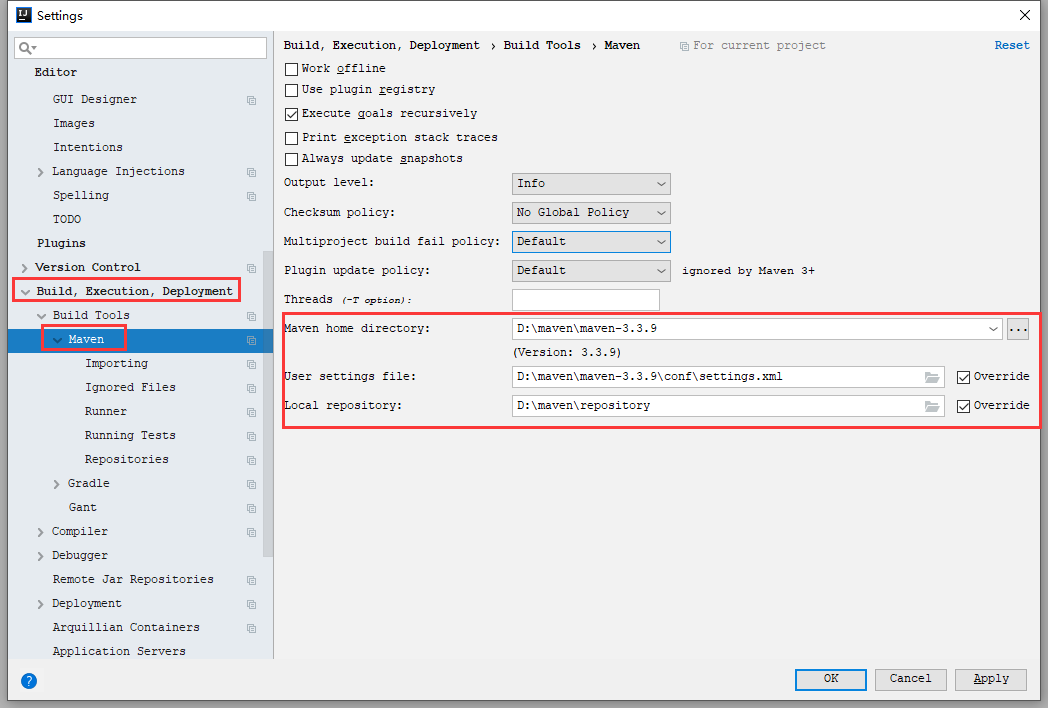 Settings
Editor
GUI Designer
Images
Intentions
Language Injections
Spelling
TODO
Plugins
Version Control
Build, Execution, Deployment
Build Tools
Maven
Importing
Ignored Files
Runner
Running Tests
Repositories
Gradle
Gant
Compiler
Debugger
Remote Jar Repositories
Deployment
Arquillian Containers
Application Servers
Build, Execution, Deployment › Build Tools › Maven For current project Reset
Work offline
Use plugin registry
Execute goals recursively
Print exception stack traces
Always update snapshots
Output level: Info
Checksum policy: No Global Policy
Multiproject build fail policy: Default
Plugin update policy: Default ignored by Maven 3+
Threads (-T option):
Maven home directory: D:\maven\maven-3.3.9 ...
(Version: 3.3.9)
User settings file: D:\maven\maven-3.3.9\conf\settings.xml Override
Local repository: D:\maven\repository Override
? OK Cancel Apply